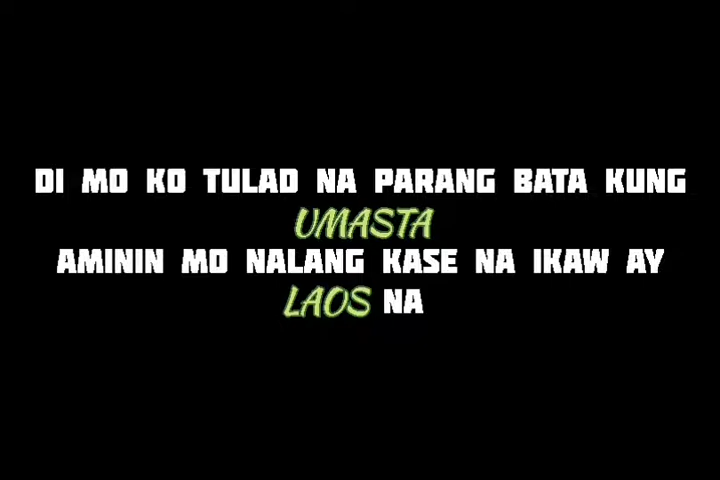 DI MO KO TULAD NA PARANG BATA KUNG
UMASTA
AMININ MO NALANG KASE NA IKAW AY
LAOS NA